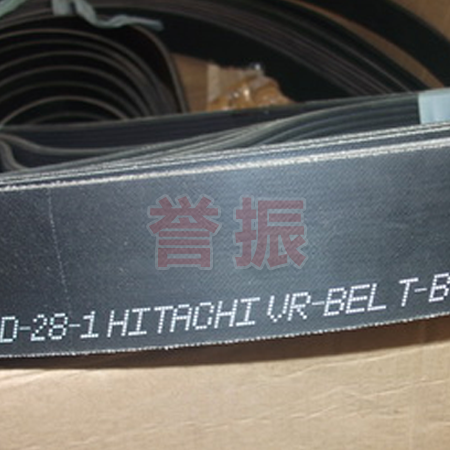 誉振
D-28-1 HITACHI VR-BEL T-B